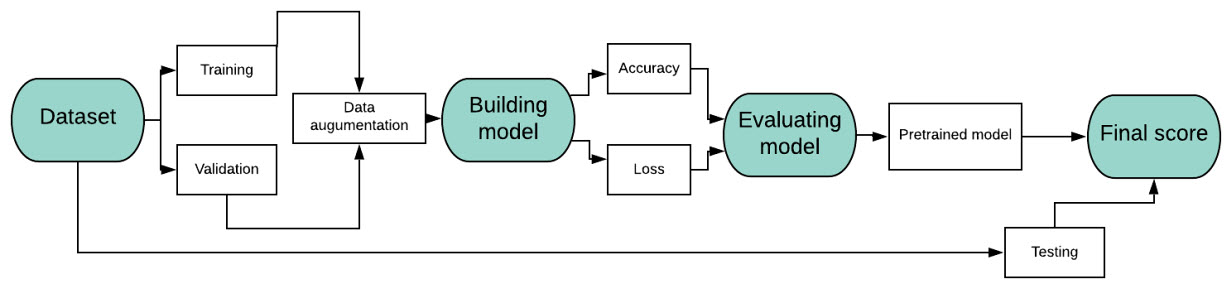 Dataset
Training
Validation
Data
augumentation
Building
model
Accuracy
Loss
Evaluating
model
Pretrained model
Final score
Testing